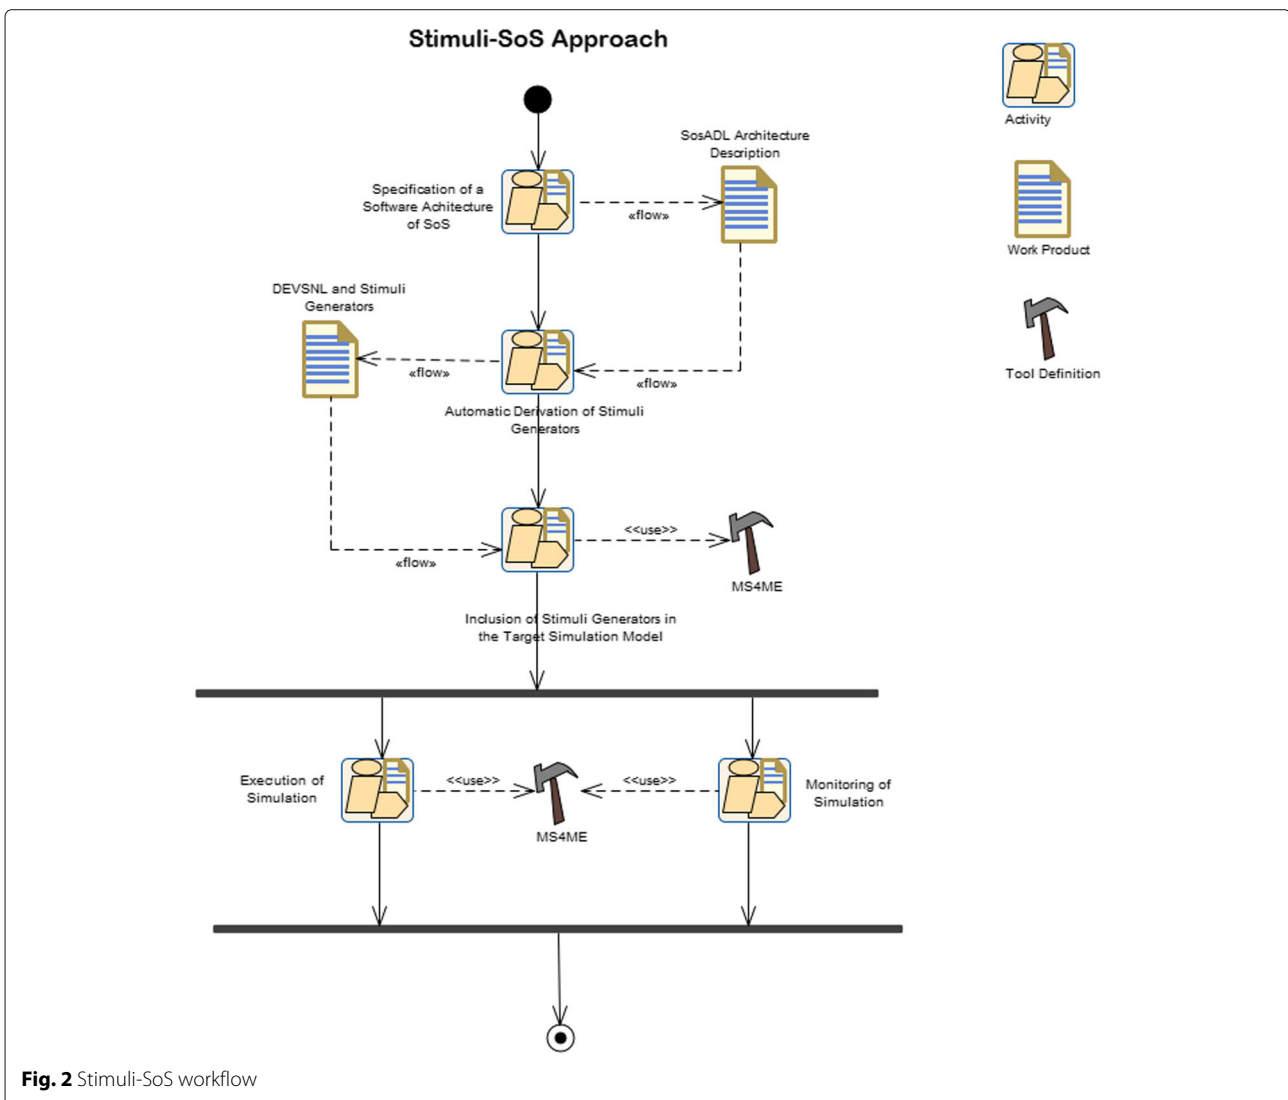 Stimuli-SoS Approach
Activity
SosADL Architecture
Description
Specification of a
Software Achitecture
of SoS
«flow»
Work Product
DEVSNL and Stimuli
Generators
«flow»
«flow»
Tool Definition
Automatic Derivation of Stimuli
Generators
<<use>>
«flow»
MS4ME
Inclusion of Stimuli Generators in
the Target Simulation Model
Execution of
Simulation
<<use>>
<<use>>
Monitoring of
Simulation
MS4ME
Fig. 2 Stimuli-SoS workflow